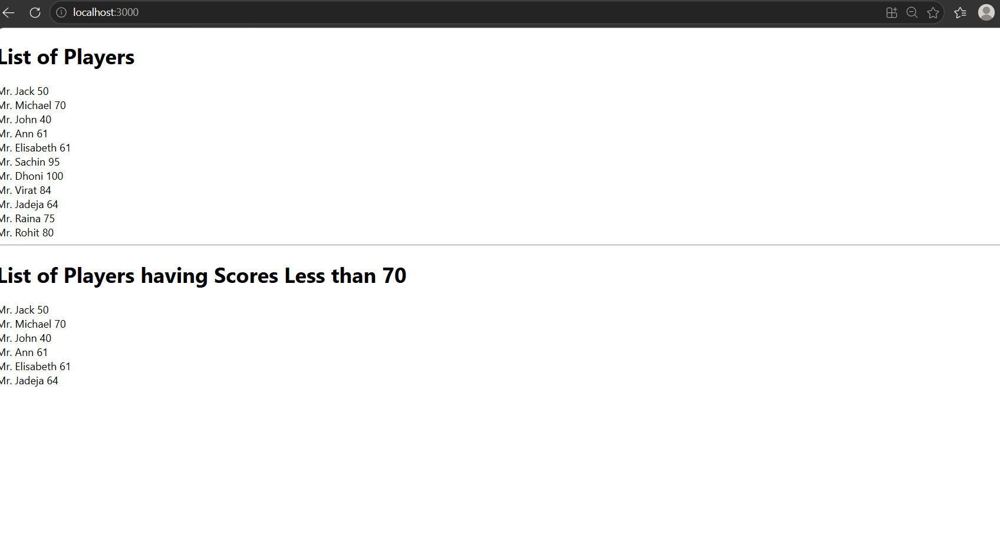 localhost:3000
List of Players
Mr. Jack 50
Mr. Michael 70
Mr. John 40
Mr. Ann 61
Mr. Elisabeth 61
Mr. Sachin 95
Mr. Dhoni 100
Mr. Virat 84
Mr. Jadeja 64
Mr. Raina 75
Mr. Rohit 80
List of Players having Scores Less than 70
Mr. Jack 50
Mr. Michael 70
Mr. John 40
Mr. Ann 61
Mr. Elisabeth 61
Mr. Jadeja 64